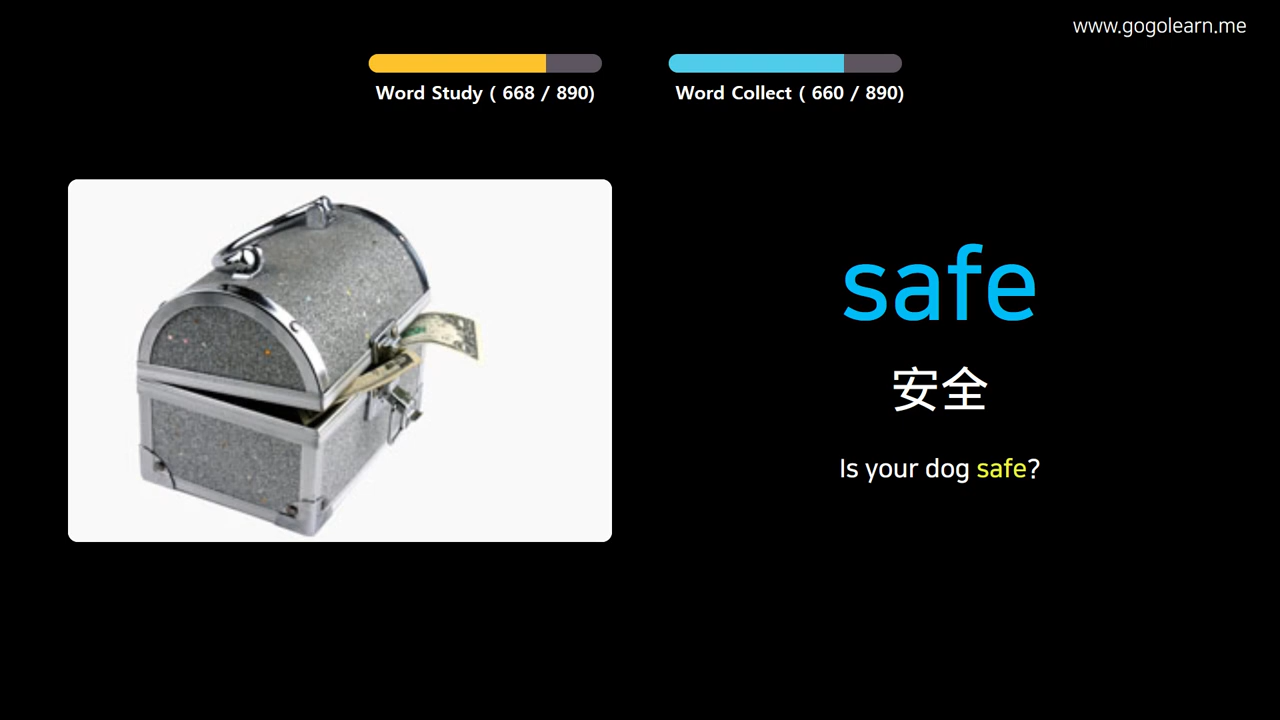 www.gogolearn.me
Word Study ( 668 / 890)
Word Collect ( 660 / 890)
safe
安全
Is your dog safe?